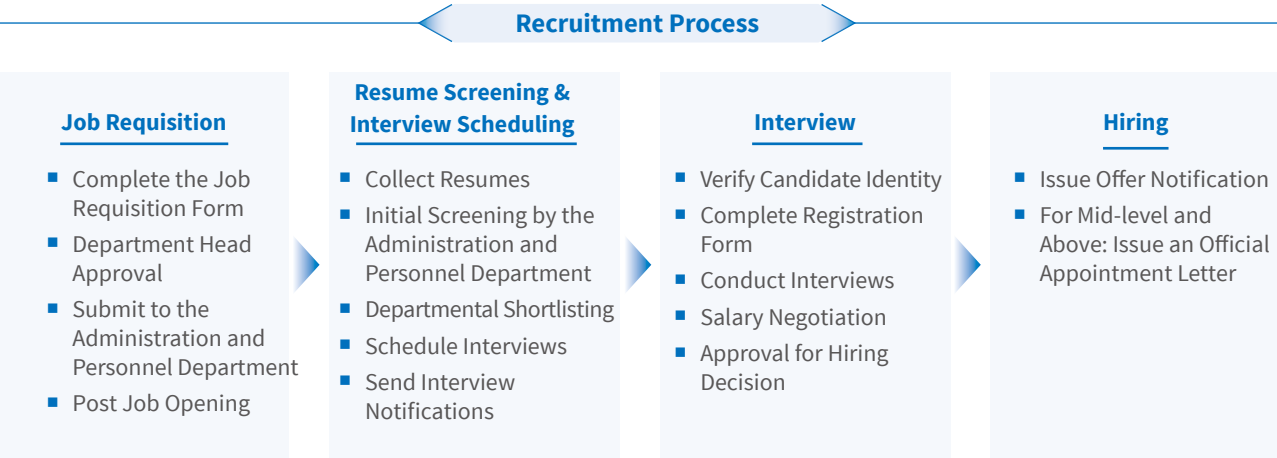 Recruitment Process
Job Requisition
Complete the Job
Requisition Form
Department Head
Approval
Submit to the
Administration and
Personnel Department
Post Job Opening
Resume Screening &
Interview Scheduling
Collect Resumes
Initial Screening by the
Administration and
Personnel Department
Departmental Shortlisting
Schedule Interviews
Send Interview
Notifications
Interview
Verify Candidate Identity
Complete Registration
Form
Conduct Interviews
Salary Negotiation
Approval for Hiring
Decision
Hiring
Issue Offer Notification
For Mid-level and
Above: Issue an Official
Appointment Letter